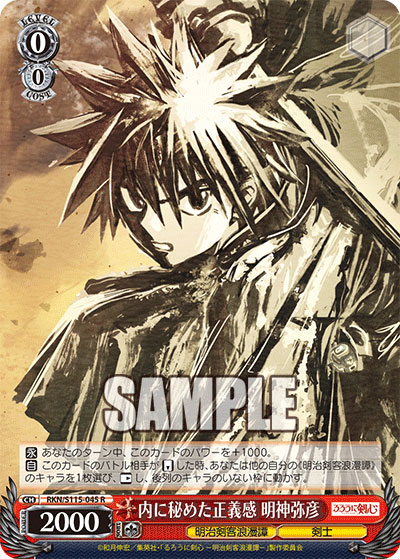 LEVEL
0
0
COST
SAMPLE
永 あなたのターン中、このカードのパワーを+1000。
自 このカードのバトル相手が した時、あなたは他の自分の《明治剣客浪漫譚》
のキャラを1枚選び、 し、後列のキャラのいない枠に動かす。
CH RKN/S115-045 R
2000
内に秘めた正義感 明神弥彦
るろうに剣心
明治剣客浪漫譚
剣士
©和月伸宏/集英社・「るろうに剣心 -明治剣客浪漫譚-」製作委員会